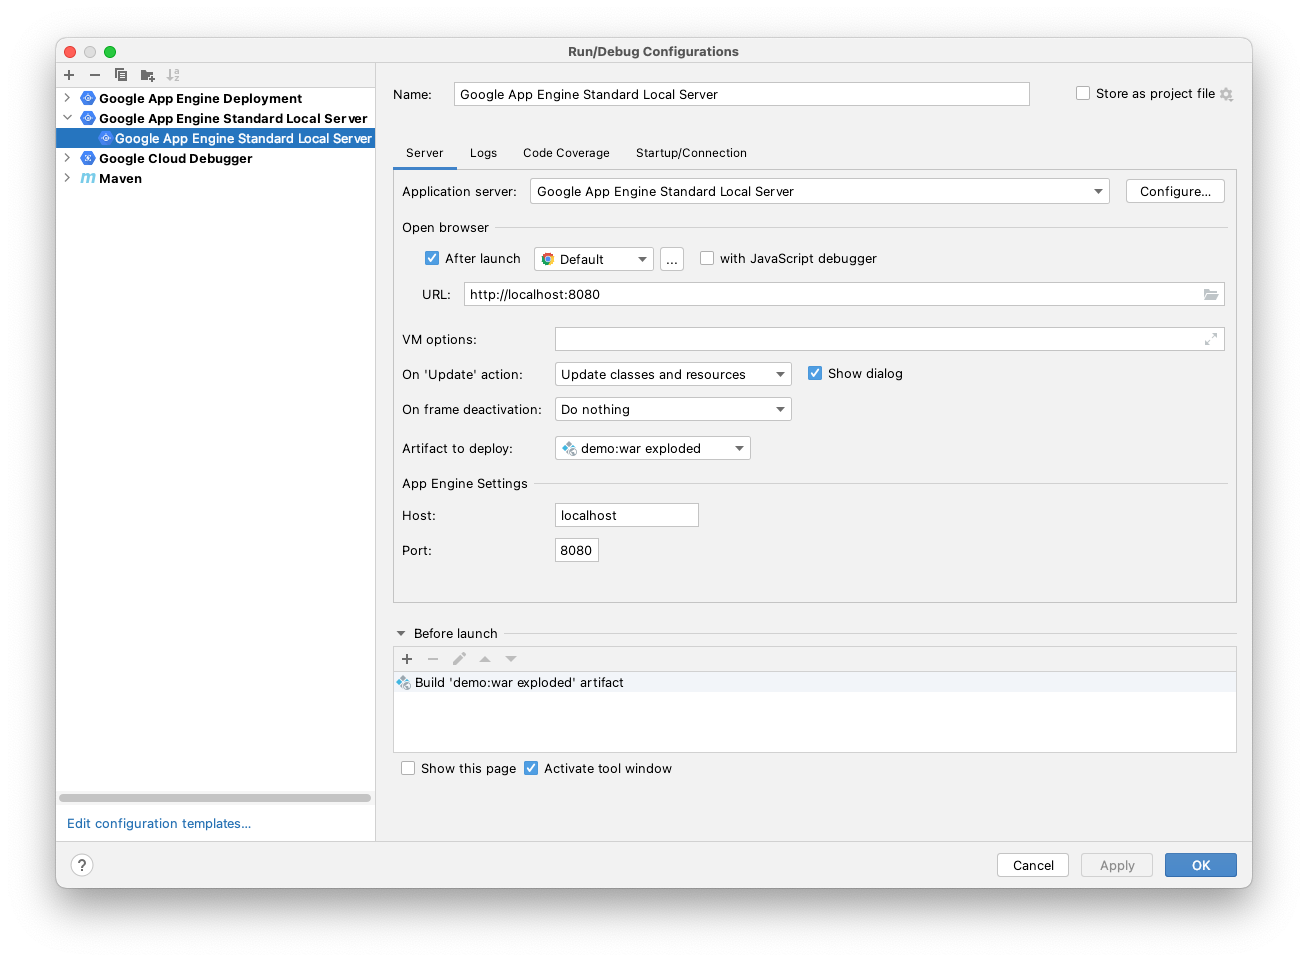 Run/Debug Configurations
Google App Engine Deployment
Google App Engine Standard Local Server
Google App Engine Standard Local Server
Google Cloud Debugger
Maven
Edit configuration templates...
Name: Google App Engine Standard Local Server Store as project file
Server Logs Code Coverage Startup/Connection
Application server: Google App Engine Standard Local Server Configure...
Open browser
After launch Default ... with JavaScript debugger
URL: http://localhost:8080
VM options:
On 'Update' action: Update classes and resources Show dialog
On frame deactivation: Do nothing
Artifact to deploy: demo:war exploded
App Engine Settings
Host: localhost
Port: 8080
Before launch
Build 'demo:war exploded' artifact
Show this page Activate tool window
? Cancel Apply OK